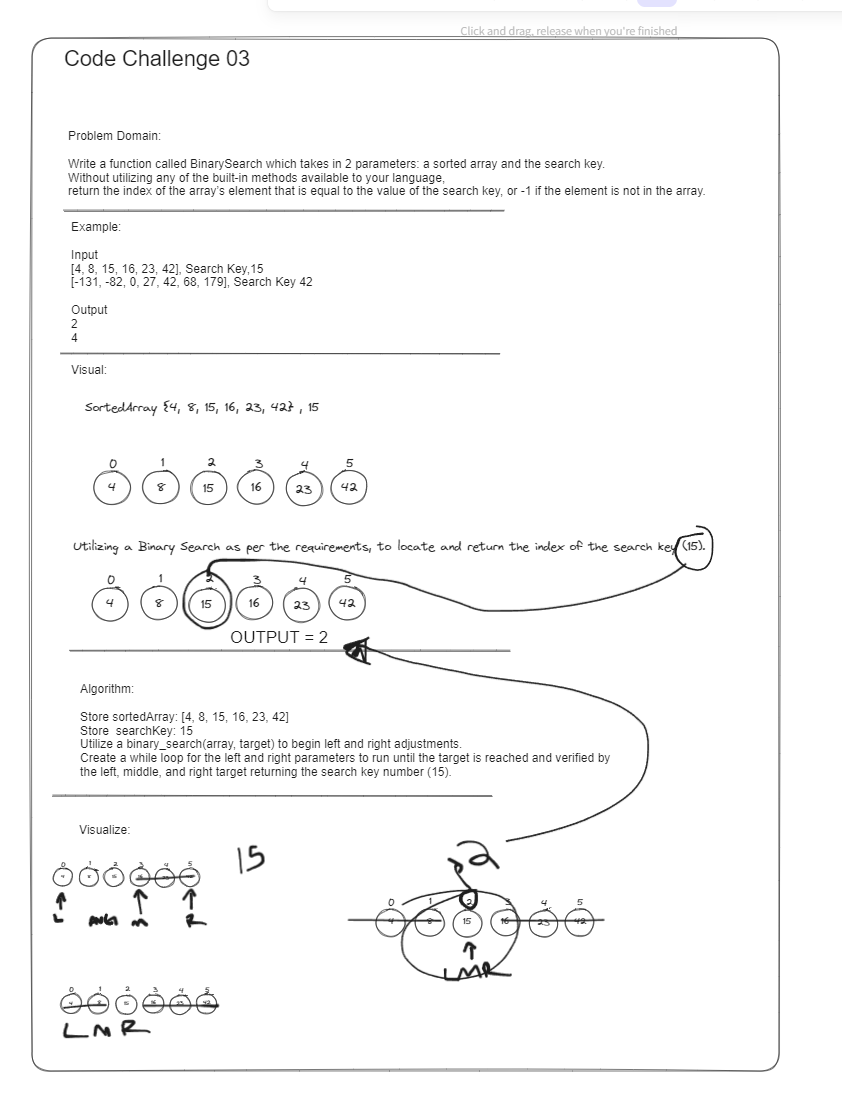 Click and drag, release when you're finished
Code Challenge 03
Problem Domain:
Write a function called BinarySearch which takes in 2 parameters: a sorted array and the search key.
Without utilizing any of the built-in methods available to your language,
return the index of the array's element that is equal to the value of the search key, or -1 if the element is not in the array.
Example:
Input
[4, 8, 15, 16, 23, 42], Search Key,15
[-131, -82, 0, 27, 42, 68, 179], Search Key 42
Output
2
4
Visual:
SortedArray {4, 8, 15, 16, 23, 42} , 15
0 1 2 3 4 5
4 8 15 16 23 42
Utilizing a Binary Search as per the requirements, to locate and return the index of the search key (15).
0 1 2 3 4 5
4 8 15 16 23 42
OUTPUT = 2
Algorithm:
Store sortedArray: [4, 8, 15, 16, 23, 42]
Store searchKey: 15
Utilize a binary_search(array, target) to begin left and right adjustments.
Create a while loop for the left and right parameters to run until the target is reached and verified by
the left, middle, and right target returning the search key number (15).
Visualize:
15
0 1 2 3 4 5
L M R
2
0 1 2 3 4 5
4 8 15 16 23 42
LMR
0 1 2 3 4 5
L M R